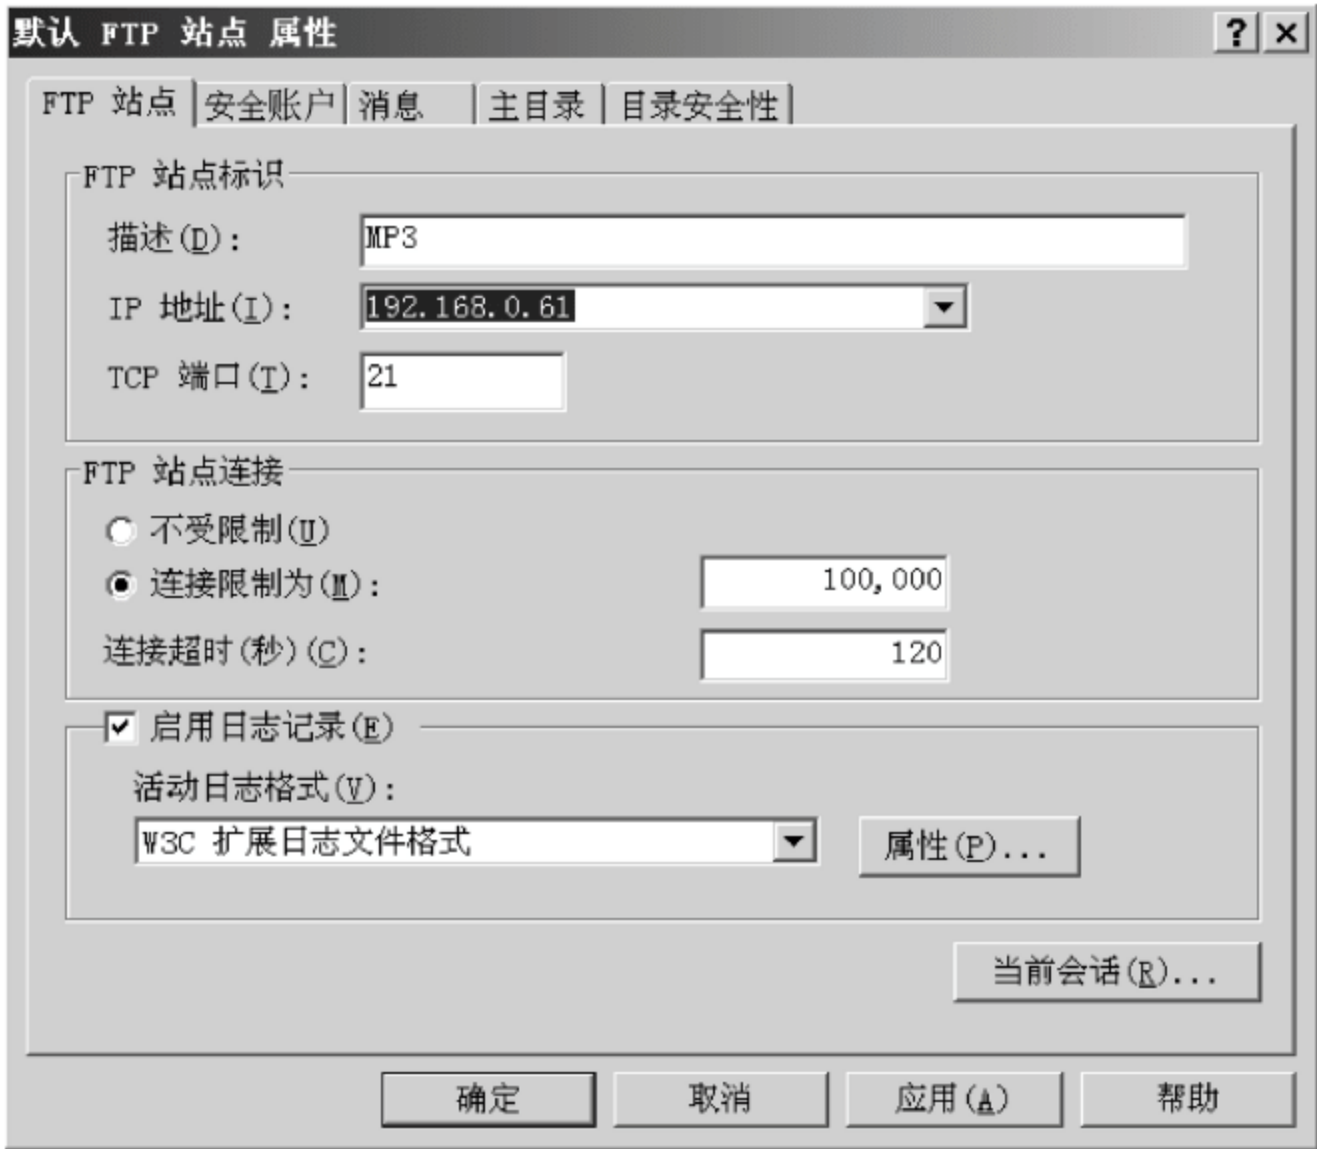 默认 FTP 站点 属性
FTP 站点 安全账户 消息 主目录 目录安全性
FTP 站点标识
描述(D): MP3
IP 地址(I): 192.168.0.61
TCP 端口(T): 21
FTP 站点连接
不受限制(U)
连接限制为(M): 100,000
连接超时(秒)(C): 120
启用日志记录(E)
活动日志格式(V):
W3C 扩展日志文件格式 属性(P)...
当前会话(R)...
确定 取消 应用(A) 帮助